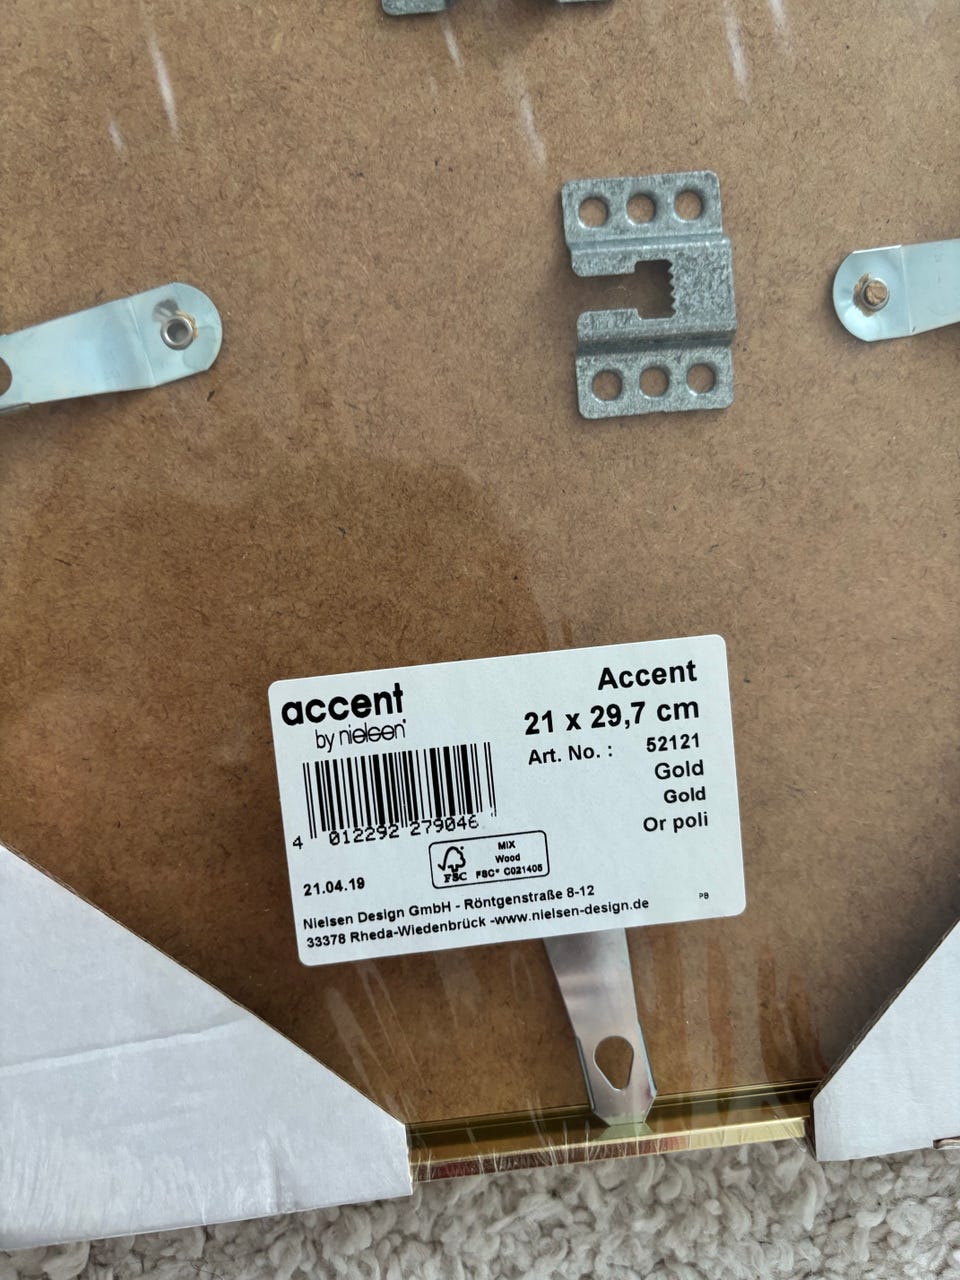 accent
by nielsen
Accent
21 x 29,7 cm
Art. No. : 52121
Gold
Gold
Or poli
4 012292 279046
FSC
MIX
Wood
FSC® C021405
21.04.19
Nielsen Design GmbH - Röntgenstraße 8-12
33378 Rheda-Wiedenbrück -www.nielsen-design.de
PB